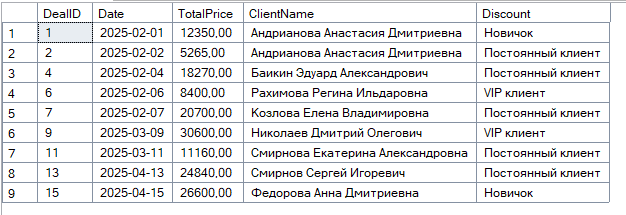 DealID Date TotalPrice ClientName Discount
1 1 2025-02-01 12350,00 Андрианова Анастасия Дмитриевна Новичок
2 2 2025-02-02 5265,00 Андрианова Анастасия Дмитриевна Постоянный клиент
3 4 2025-02-04 18270,00 Баикин Эдуард Александрович Постоянный клиент
4 6 2025-02-06 8400,00 Рахимова Регина Ильдаровна VIP клиент
5 7 2025-02-07 20700,00 Козлова Елена Владимировна Постоянный клиент
6 9 2025-03-09 30600,00 Николаев Дмитрий Олегович VIP клиент
7 11 2025-03-11 11160,00 Смирнова Екатерина Александровна Постоянный клиент
8 13 2025-04-13 24840,00 Смирнов Сергей Игоревич Постоянный клиент
9 15 2025-04-15 26600,00 Федорова Анна Дмитриевна Новичок